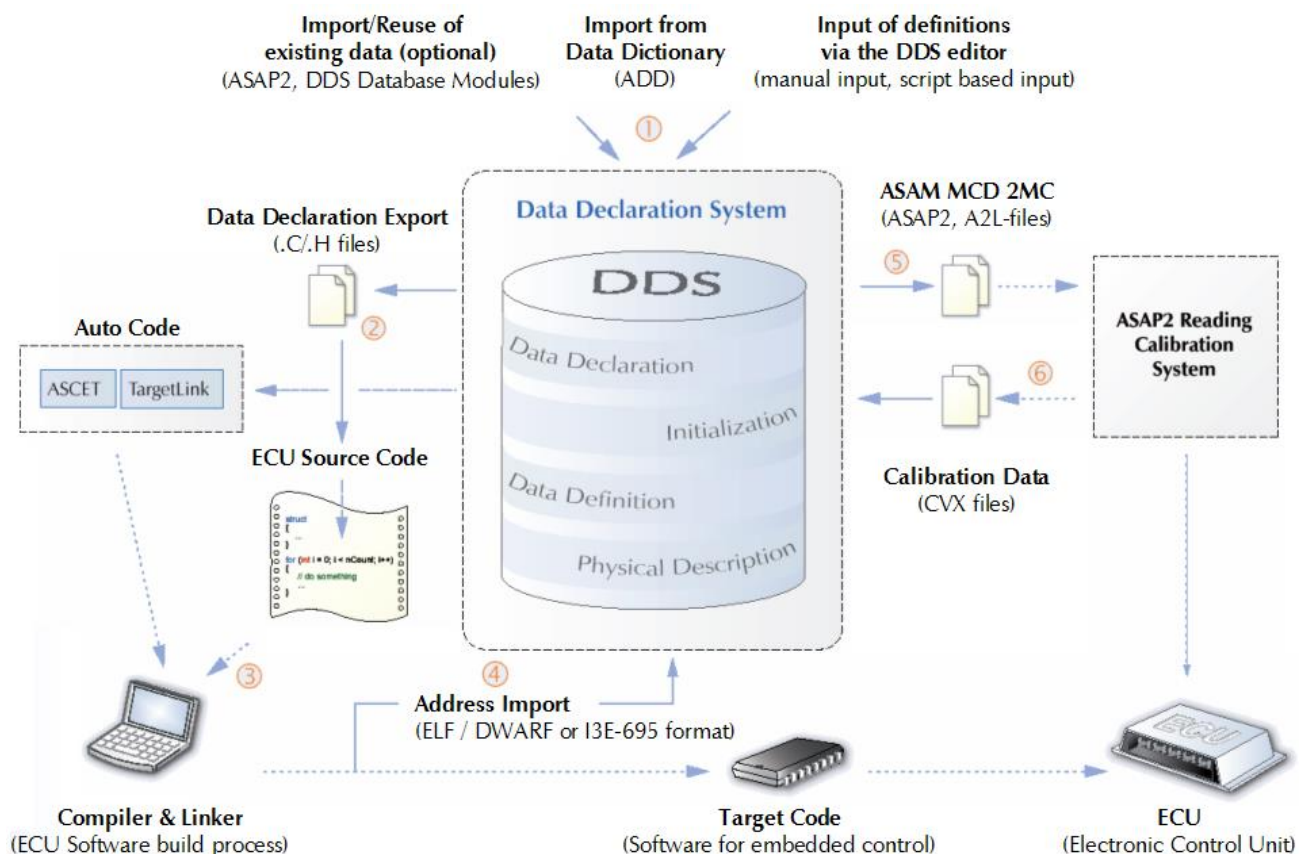 Import/Reuse of
existing data (optional)
(ASAP2, DDS Database Modules)
Import from
Data Dictionary
(ADD)
Input of definitions
via the DDS editor
(manual input, script based input)
①
Data Declaration System
DDS
Data Declaration
Initialization
Data Definition
Physical Description
Data Declaration Export
(.C/.H files)
②
Auto Code
ASCET
TargetLink
ECU Source Code
struct
{
...
}
for (int i = 0; i < nCount; i++)
{
// do something
...
}
③
④
Address Import
(ELF / DWARF or I3E-695 format)
ASAM MCD 2MC
(ASAP2, A2L-files)
⑤
ASAP2 Reading
Calibration
System
⑥
Calibration Data
(CVX files)
Compiler & Linker
(ECU Software build process)
Target Code
(Software for embedded control)
ECU
ECU
(Electronic Control Unit)